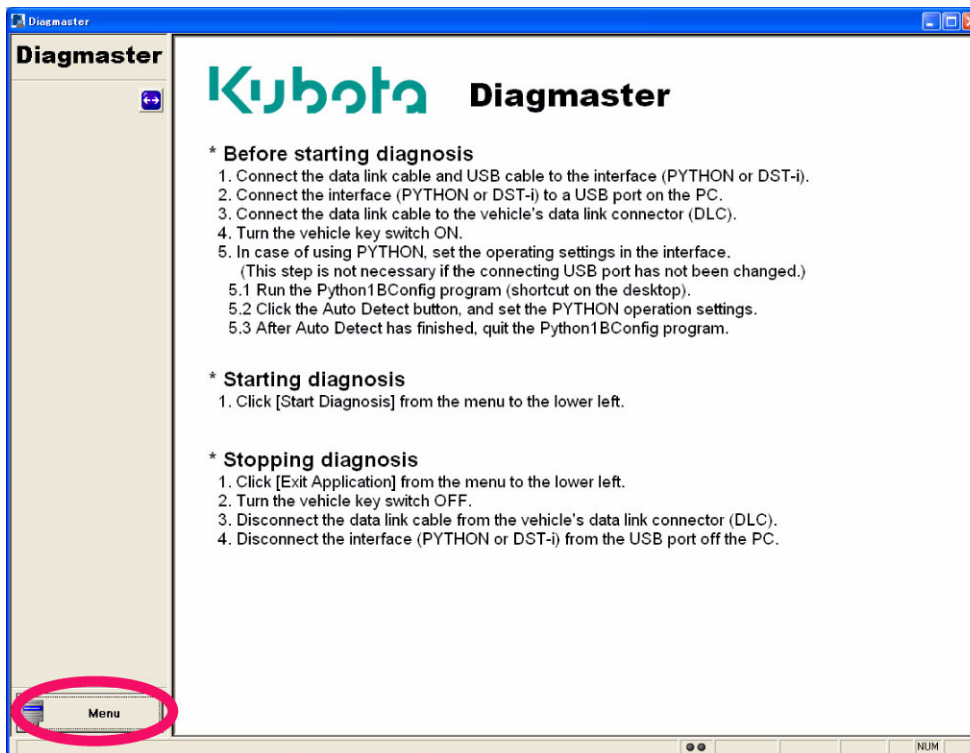 Diagmaster
Diagmaster
Kubota Diagmaster
* Before starting diagnosis
1. Connect the data link cable and USB cable to the interface (PYTHON or DST-i).
2. Connect the interface (PYTHON or DST-i) to a USB port on the PC.
3. Connect the data link cable to the vehicle's data link connector (DLC).
4. Turn the vehicle key switch ON.
5. In case of using PYTHON, set the operating settings in the interface.
(This step is not necessary if the connecting USB port has not been changed.)
5.1 Run the Python1BConfig program (shortcut on the desktop).
5.2 Click the Auto Detect button, and set the PYTHON operation settings.
5.3 After Auto Detect has finished, quit the Python1BConfig program.
* Starting diagnosis
1. Click [Start Diagnosis] from the menu to the lower left.
* Stopping diagnosis
1. Click [Exit Application] from the menu to the lower left.
2. Turn the vehicle key switch OFF.
3. Disconnect the data link cable from the vehicle's data link connector (DLC).
4. Disconnect the interface (PYTHON or DST-i) from the USB port off the PC.
Menu
NUM